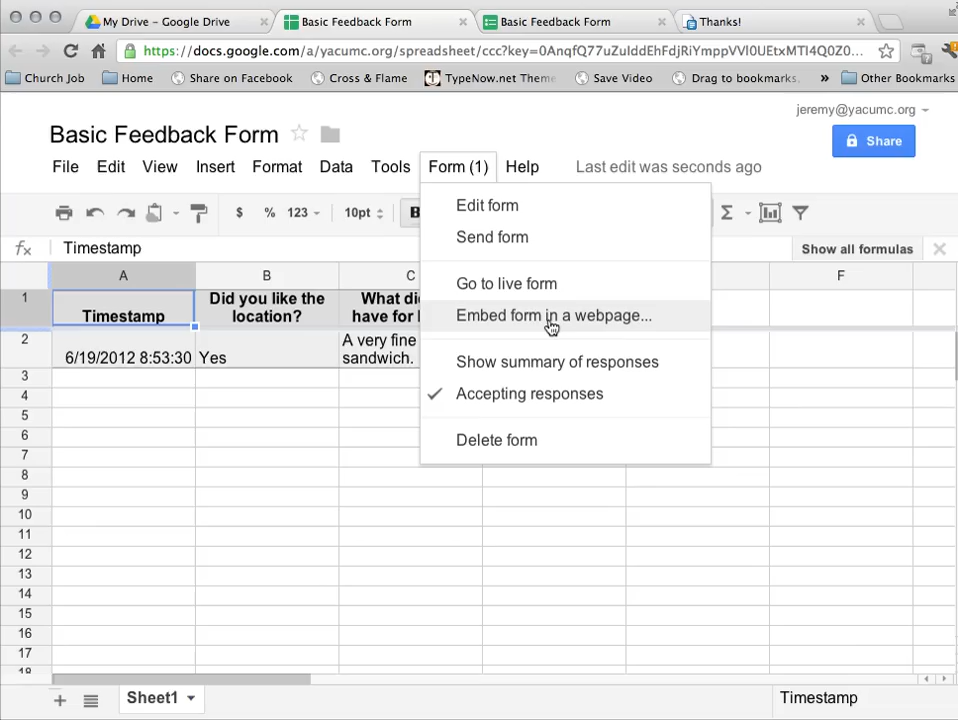 My Drive – Google Drive
Basic Feedback Form
Basic Feedback Form
Thanks!
https://docs.google.com/a/yacumc.org/spreadsheet/ccc?key=0AnqfQ77uZuIddEhFdjRiYmppVVI0UEtxMTI4Q0Z0...
Church Job Home Share on Facebook Cross & Flame TypeNow.net Theme Save Video Drag to bookmarks. » Other Bookmarks
jeremy@yacumc.org
Basic Feedback Form
Share
File Edit View Insert Format Data Tools Form (1) Help Last edit was seconds ago
$ % 123 10pt B Σ
fx Timestamp Show all formulas
A B C F
1 Timestamp
Did you like the
location?
What di
have for
2 6/19/2012 8:53:30 Yes
A very fine
sandwich.
3
4
5
6
7
8
9
10
11
12
13
14
15
16
17
18
Edit form
Send form
Go to live form
Embed form in a webpage...
Show summary of responses
Accepting responses
Delete form
Sheet1
Timestamp